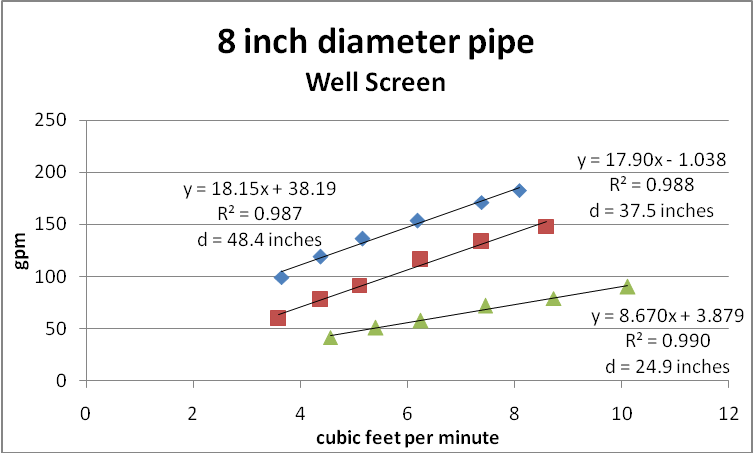 8 inch diameter pipe
Well Screen
250
200
150
100
50
0
gpm
y = 18.15x + 38.19
R² = 0.987
d = 48.4 inches
y = 17.90x - 1.038
R² = 0.988
d = 37.5 inches
y = 8.670x + 3.879
R² = 0.990
d = 24.9 inches
0 2 4 6 8 10 12
cubic feet per minute